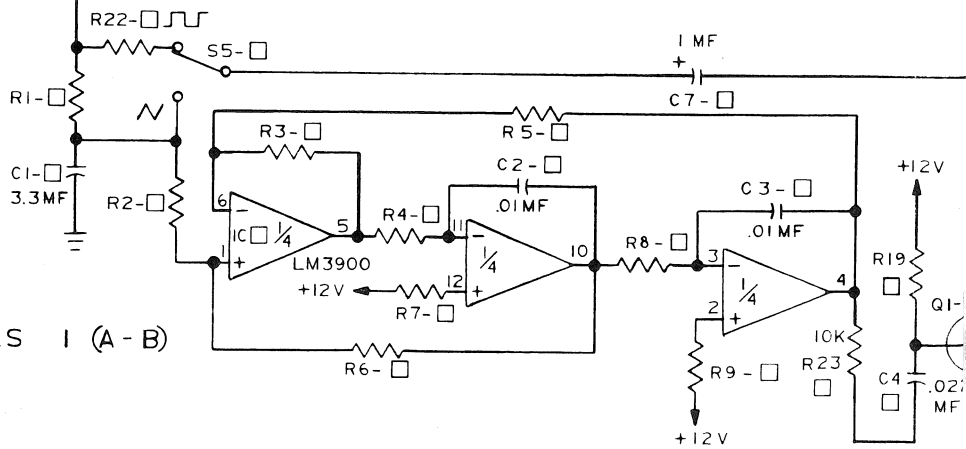 R22-□
S5-□
1 MF
+
C7-□
R1-□
R5-□
R3-□
C1-□
3.3MF
R2-□
6
-
IC□ 1/4
5
1
+
LM3900
R4-□
C2-□
.01MF
11
-
1/4
10
12
+
+12V
R7-□
R6-□
R8-□
C3-□
.01MF
3
-
1/4
4
2
+
R9-□
+12V
+12V
R19
□
Q1-
10K
R23
□
C4
□
.022
MF
S 1 (A-B)